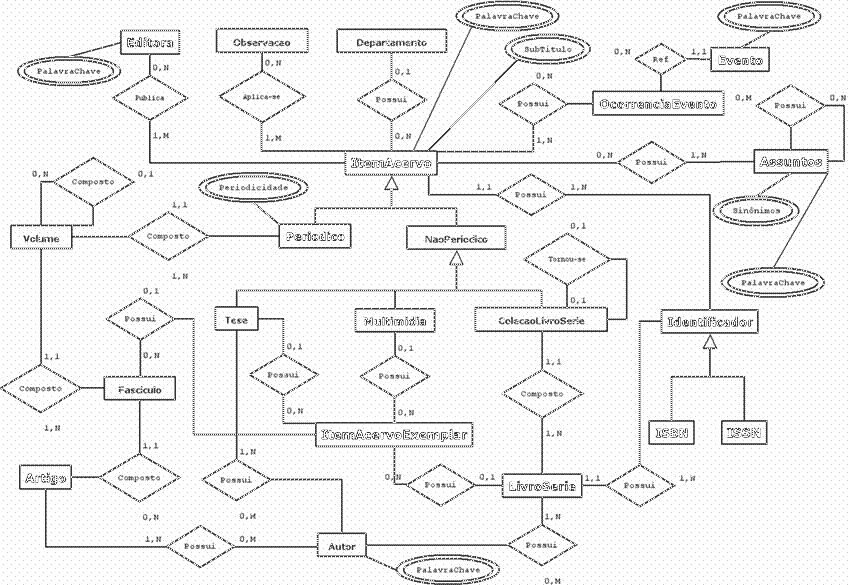 PalavraChave
PalavraChave
Editora
Observacao
Departamento
SubTitulo
PalavraChave
0,N
Ref
1,1
Evento
0,N
0,N
0,1
0,N
0,M
0,N
Publica
Aplica-se
Possui
Possui
OcorrenciaEvento
Possui
1,M
1,M
0,N
1,N
ItemAcervo
0,N
Possui
1,N
Assuntos
0,N
Composto
0,1
Periodicidade
1,1
Possui
1,N
1,1
Sinônimos
Volume
Composto
Periodico
NaoPeriodico
0,1
1,N
Tornou-se
PalavraChave
0,1
0,1
Possui
Tese
Multimidia
ColecaoLivroSerie
Identificador
1,1
0,N
0,1
0,1
1,1
Composto
Fasciculo
Possui
Possui
Composto
1,N
0,N
0,N
1,N
ISBN
ISSN
1,1
ItemAcervoExemplar
1,N
Artigo
Composto
Possui
0,N
Possui
0,1
LivroSerie
1,1
Possui
1,N
0,N
0,M
1,N
1,N
Possui
0,M
Autor
Possui
PalavraChave
0,M